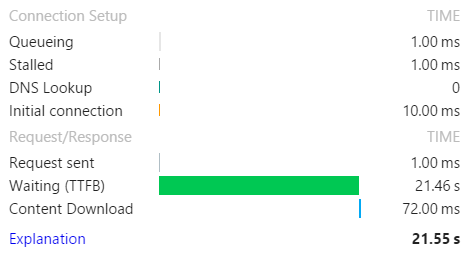 Connection Setup TIME
Queueing 1.00 ms
Stalled 1.00 ms
DNS Lookup 0
Initial connection 10.00 ms
Request/Response TIME
Request sent 1.00 ms
Waiting (TTFB) 21.46 s
Content Download 72.00 ms
Explanation 21.55 s